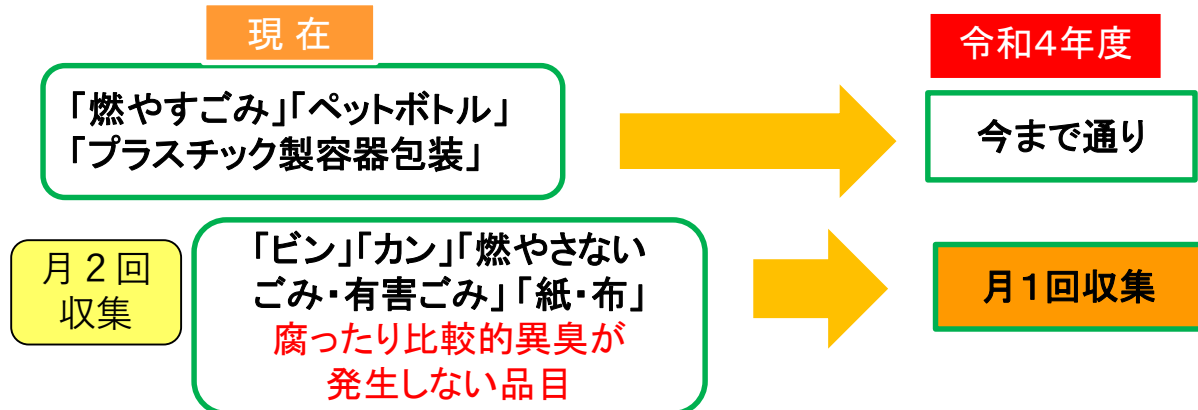 現 在
令和4年度
「燃やすごみ」「ペットボトル」
「プラスチック製容器包装」
今まで通り
月２回
収集
「ビン」「カン」「燃やさない
ごみ・有害ごみ」「紙・布」
腐ったり比較的異臭が
発生しない品目
月１回収集